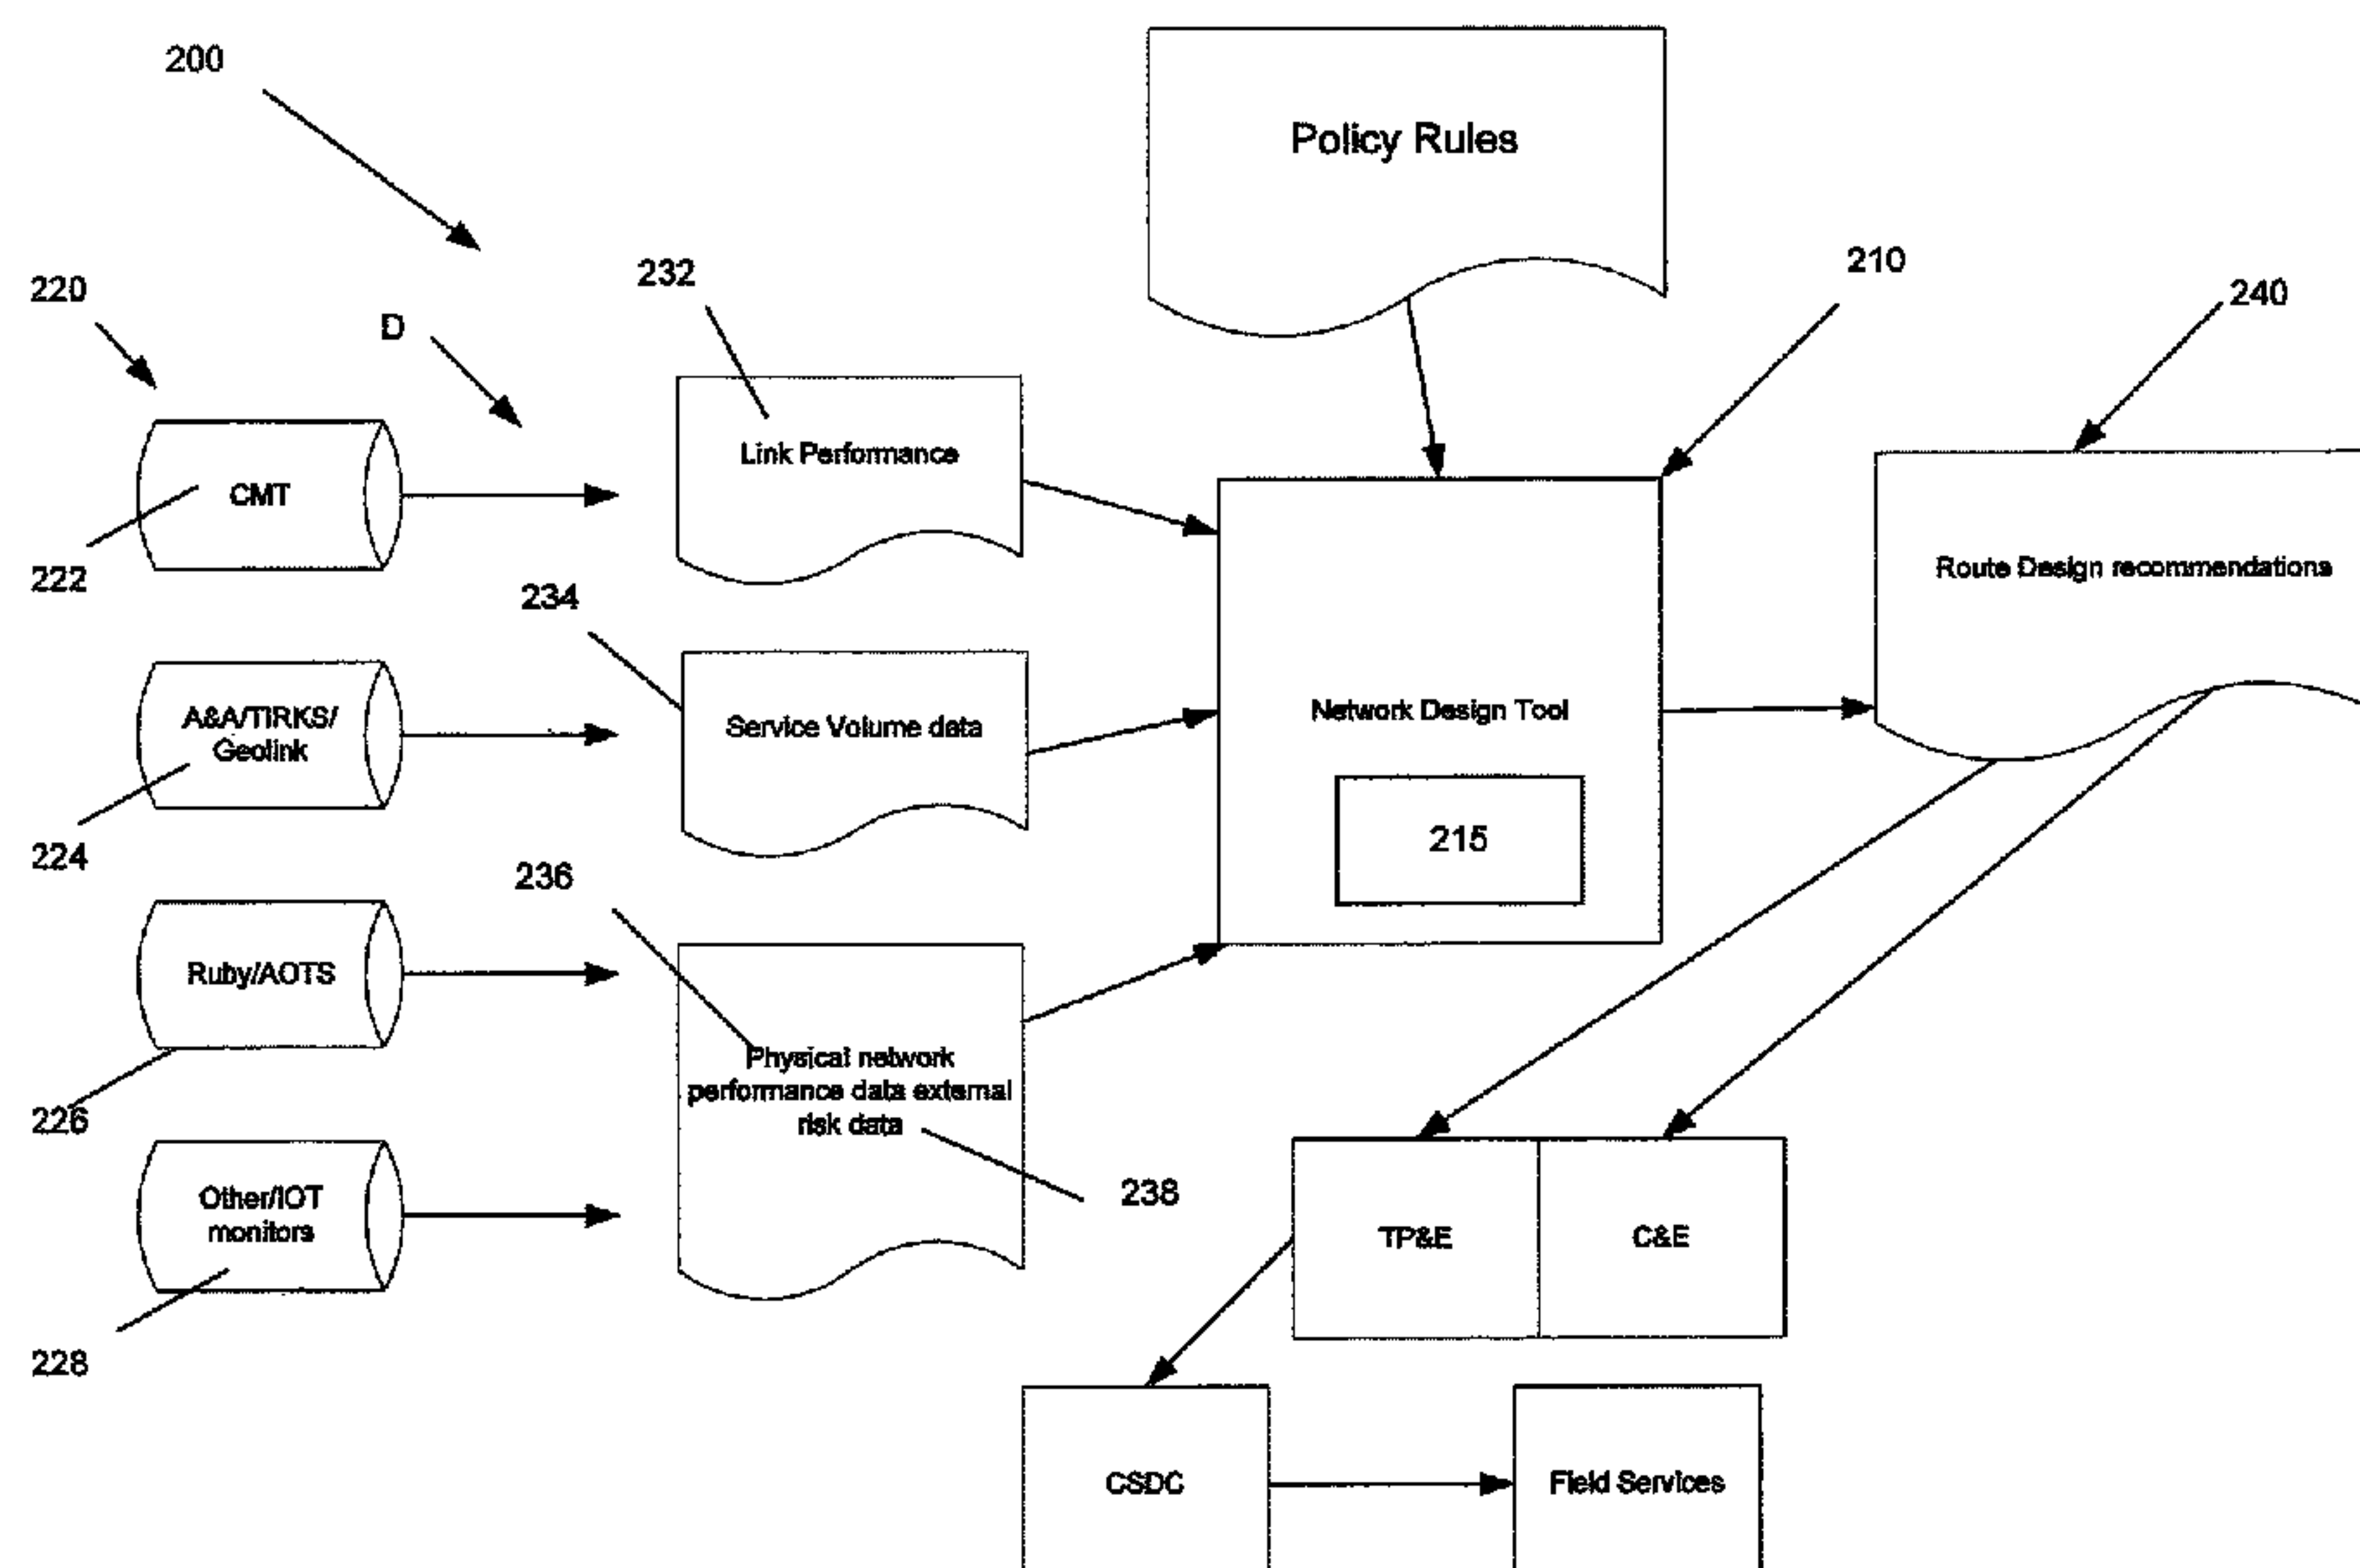 200
Policy Rules
220
D
232
210
240
Link Performance
CMT
222
234
Route Design recommendations
A&A/TIRKS/
Geolink
Service Volume data
Network Design Tool
224
236
215
Ruby/AOTS
Physical network
performance data external
risk data
226
238
Other/IOT
monitors
TP&E
C&E
228
CSDC
Field Services